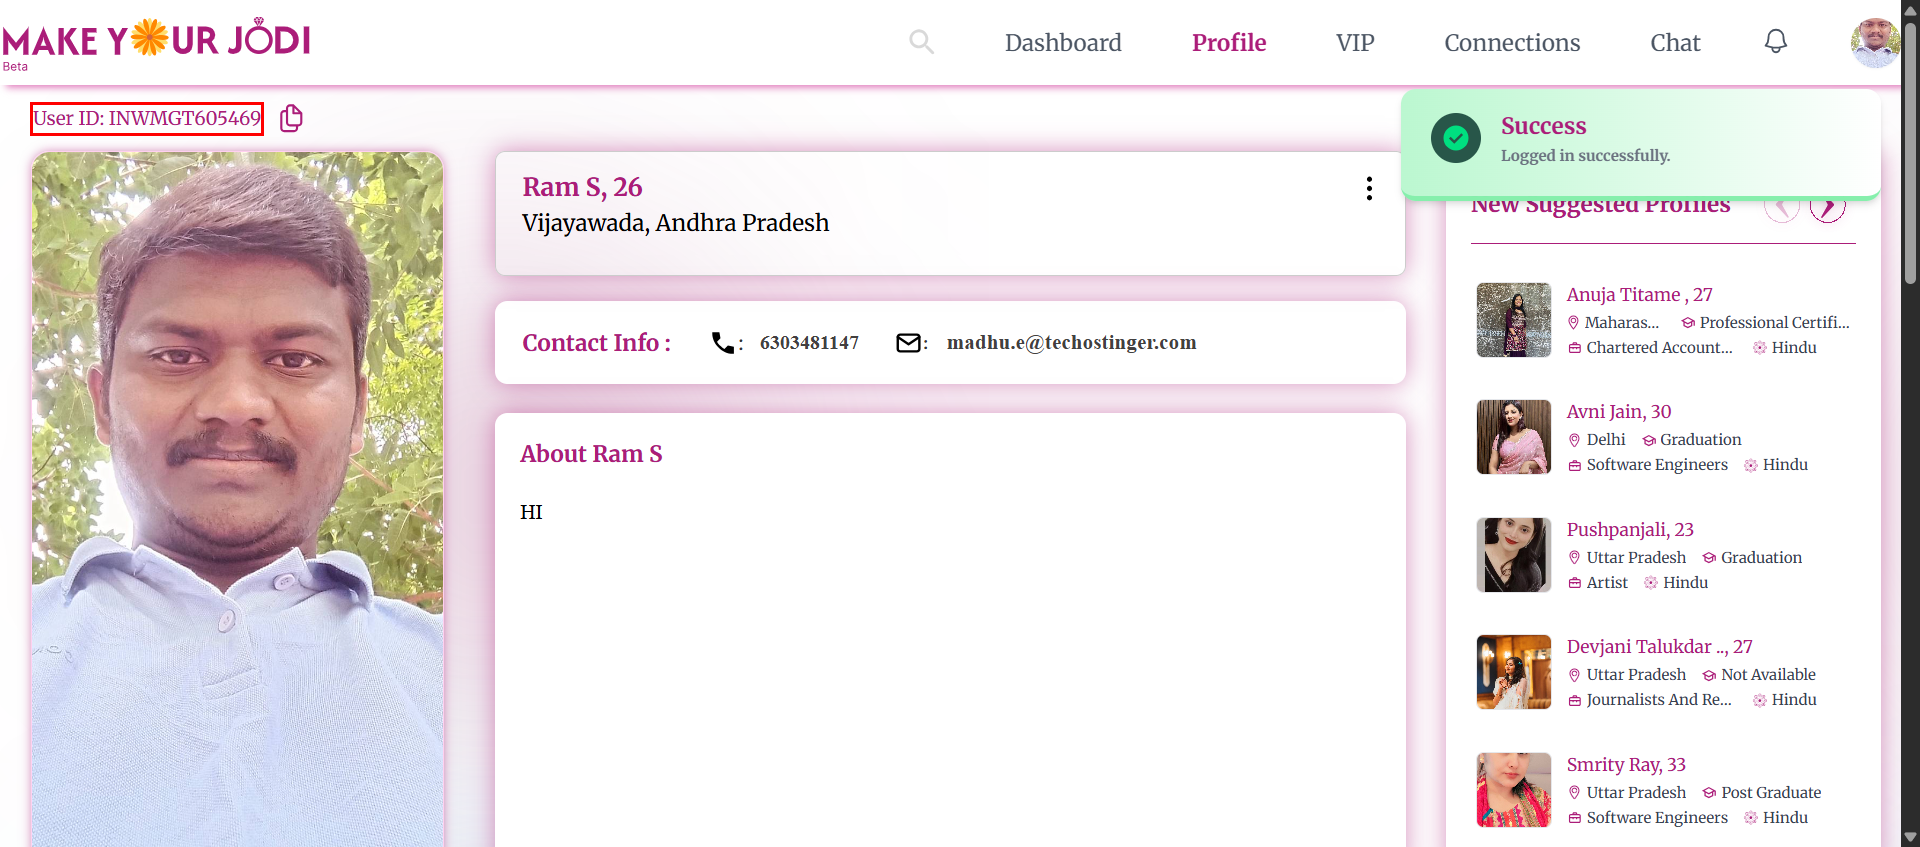 MAKE YOUR JODI
Beta
Dashboard
Profile
VIP
Connections
Chat
User ID: INWMGT605469
Success
Logged in successfully.
Ram S, 26
Vijayawada, Andhra Pradesh
Contact Info :
: 6303481147
: madhu.e@techostinger.com
About Ram S
HI
New Suggested Profiles
Anuja Titame , 27
Maharas... Professional Certifi...
Chartered Account... Hindu
Avni Jain, 30
Delhi Graduation
Software Engineers Hindu
Pushpanjali, 23
Uttar Pradesh Graduation
Artist Hindu
Devjani Talukdar .., 27
Uttar Pradesh Not Available
Journalists And Re... Hindu
Smrity Ray, 33
Uttar Pradesh Post Graduate
Software Engineers Hindu